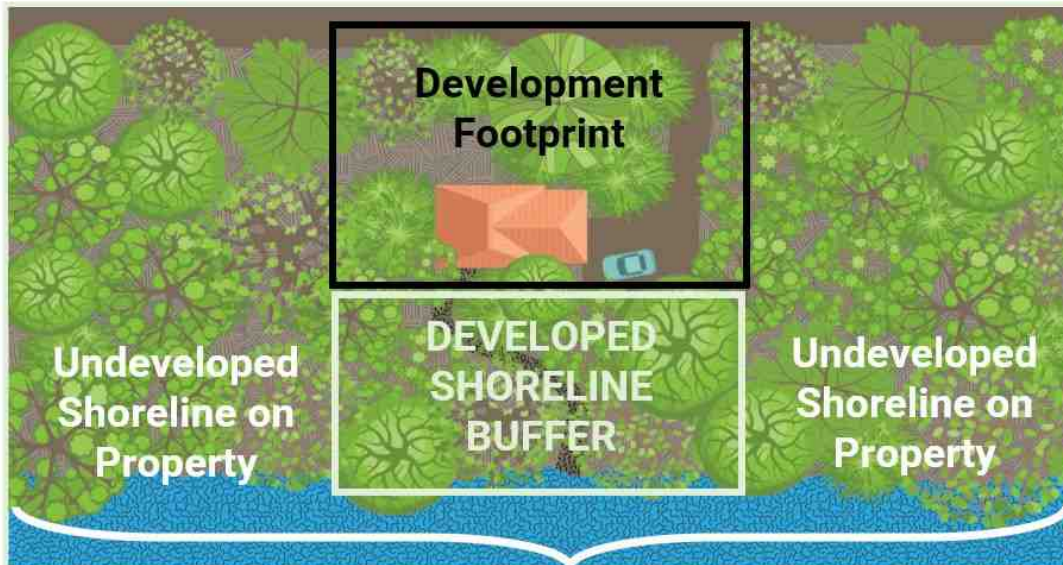 Development
Footprint
DEVELOPED
SHORELINE
BUFFER
Undeveloped
Shoreline on
Property
Undeveloped
Shoreline on
Property